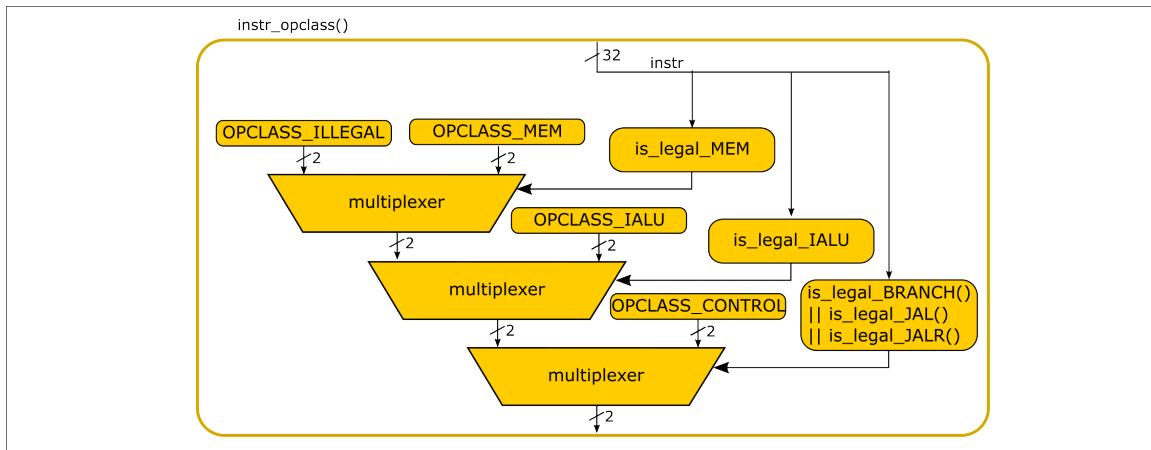 instr_opclass()
32
instr
OPCLASS_ILLEGAL
OPCLASS_MEM
is_legal_MEM
2
2
multiplexer
OPCLASS_IALU
is_legal_IALU
2
2
multiplexer
OPCLASS_CONTROL
is_legal_BRANCH()
|| is_legal_JAL()
|| is_legal_JALR()
2
2
multiplexer
2